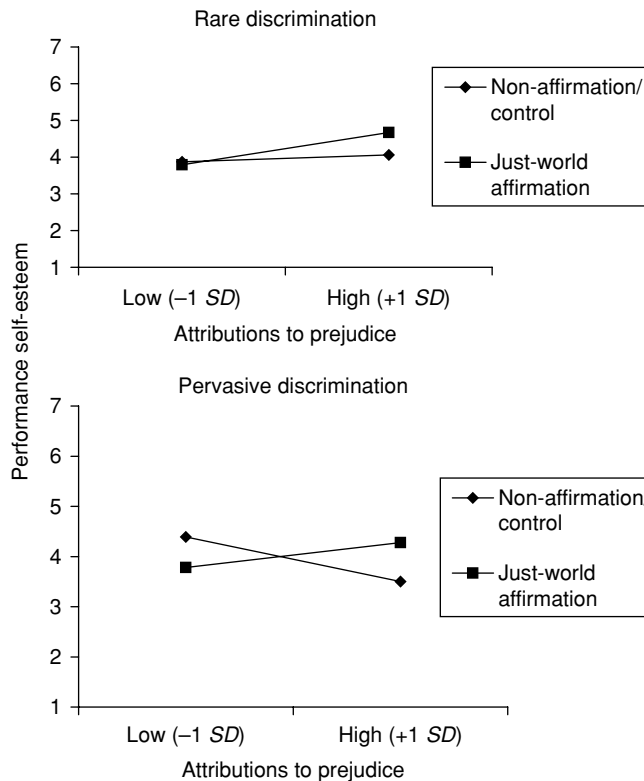 Rare discrimination
7
6
5
4
3
2
1
Low (–1 SD)
High (+1 SD)
Attributions to prejudice
Non-affirmation/
control
Just-world
affirmation
Performance self-esteem
Pervasive discrimination
7
6
5
4
3
2
1
Low (–1 SD)
High (+1 SD)
Attributions to prejudice
Non-affirmation/
control
Just-world
affirmation